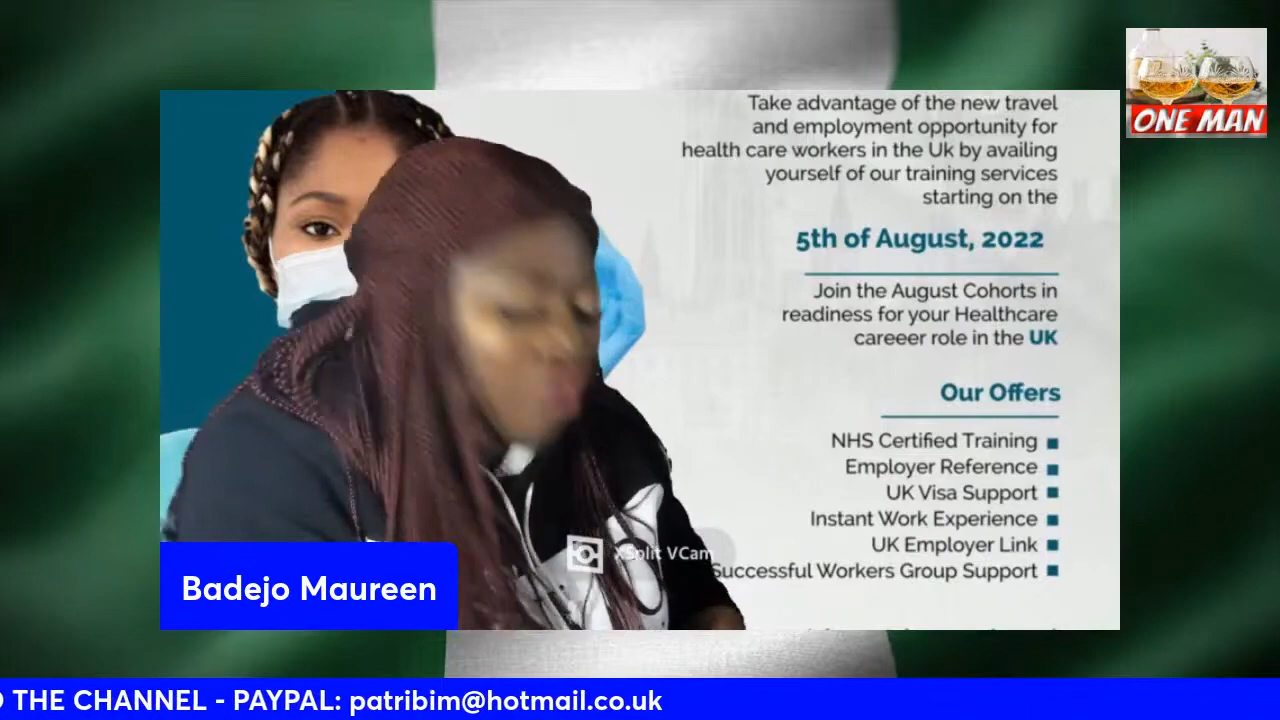 Take advantage of the new travel
and employment opportunity for
health care workers in the Uk by availing
yourself of our training services
starting on the
5th of August, 2022
Join the August Cohorts in
readiness for your Healthcare
careeer role in the UK
Our Offers
NHS Certified Training
Employer Reference
UK Visa Support
Instant Work Experience
UK Employer Link
Successful Workers Group Support
ONE MAN
XSplit VCam
Badejo Maureen
THE CHANNEL - PAYPAL: patribim@hotmail.co.uk